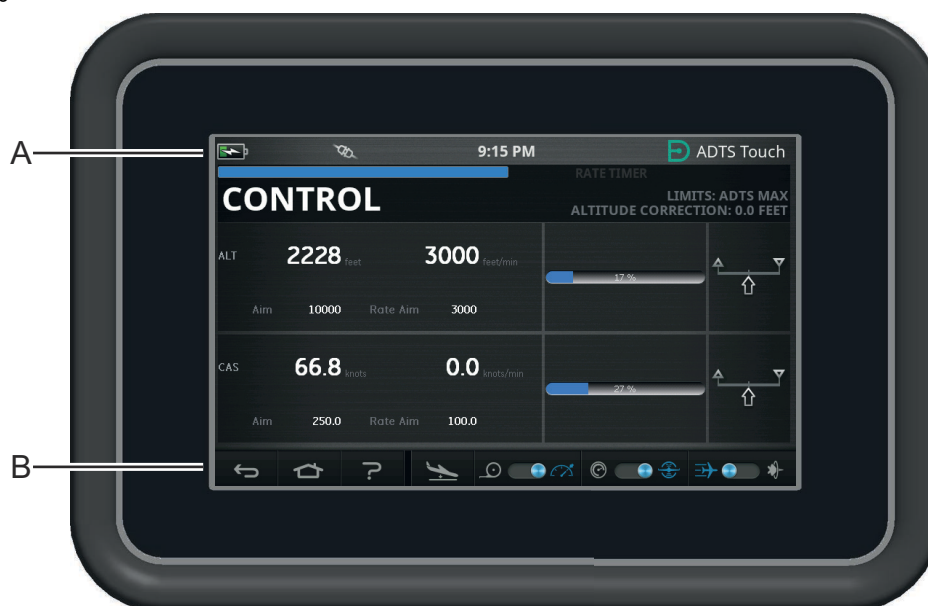 A
9:15 PM
ADTS Touch
RATE TIMER
CONTROL
LIMITS: ADTS MAX
ALTITUDE CORRECTION: 0.0 FEET
ALT 2228 feet 3000 feet/min
17 %
Aim 10000 Rate Aim 3000
CAS 66.8 knots 0.0 knots/min
27 %
Aim 250.0 Rate Aim 100.0
B
?